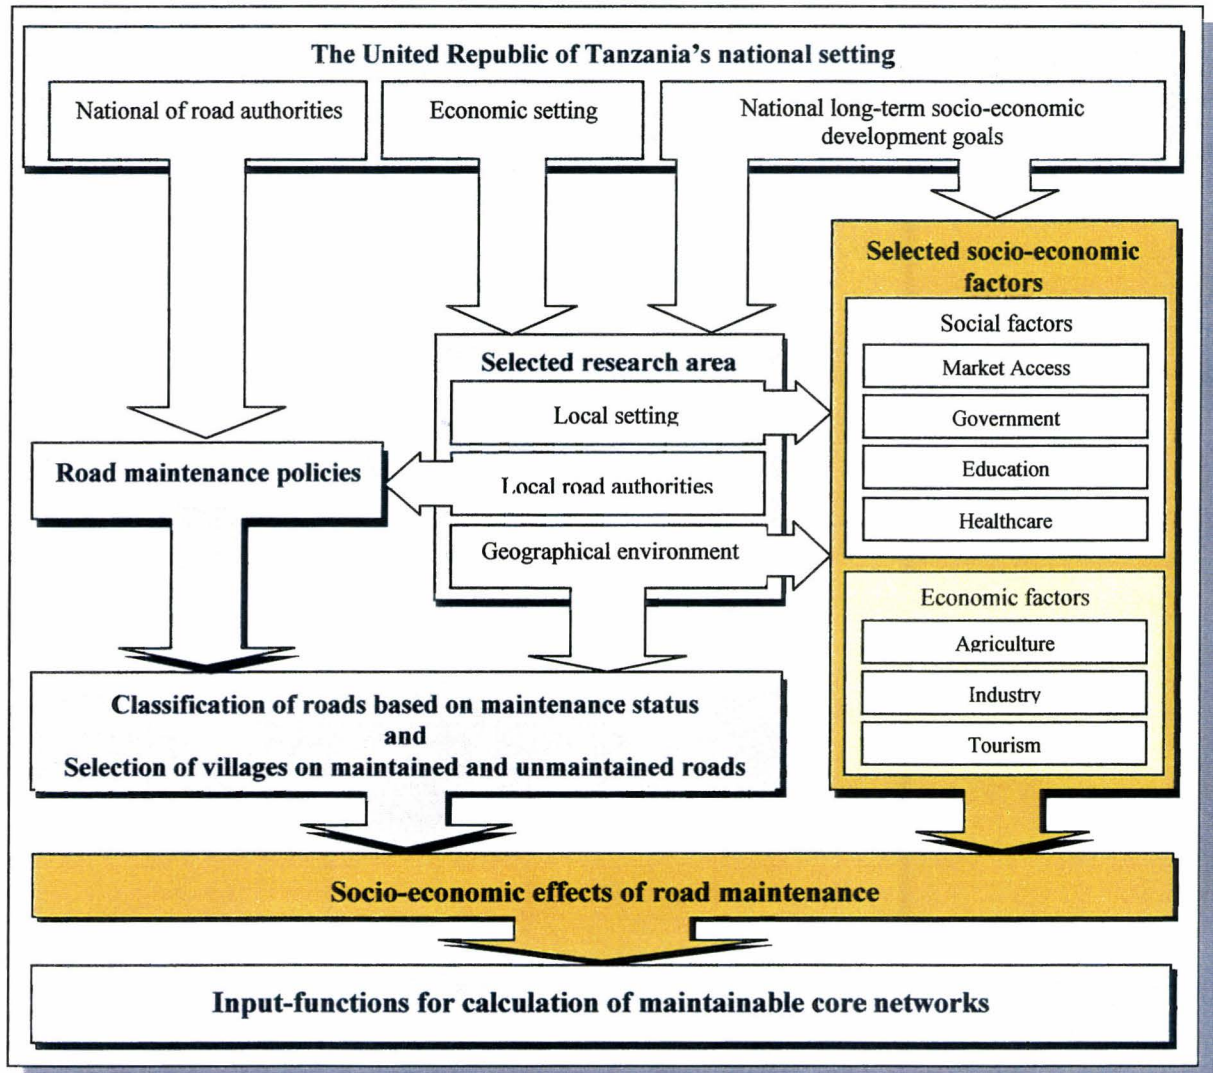 The United Republic of Tanzania's national setting
National of road authorities
Economic setting
National long-term socio-economic
development goals
Selected socio-economic
factors
Social factors
Market Access
Government
Education
Healthcare
Economic factors
Agriculture
Industry
Tourism
Selected research area
Local setting
Local road authorities
Geographical environment
Road maintenance policies
Classification of roads based on maintenance status
and
Selection of villages on maintained and unmaintained roads
Socio-economic effects of road maintenance
Input-functions for calculation of maintainable core networks